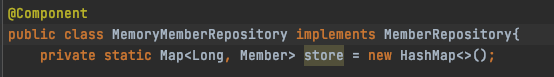 @Component
public class MemoryMemberRepository implements MemberRepository{
    private static Map<Long, Member> store = new HashMap<>();